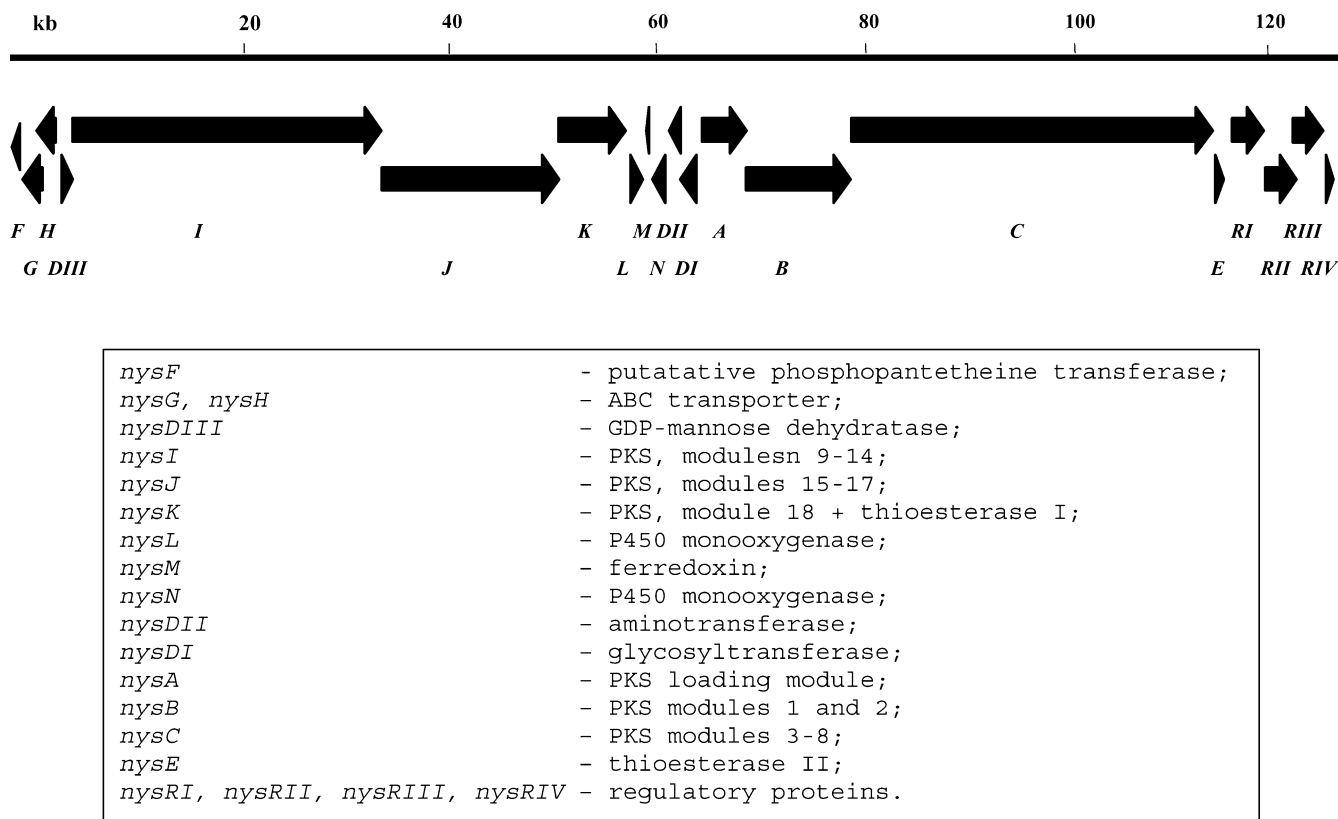 kb 20 40 60 80 100 120
F H I K M DII A C RI RIII
G DIII J L N DI B E RII RIV
nysF - putatative phosphopantetheine transferase;
nysG, nysH – ABC transporter;
nysDIII – GDP-mannose dehydratase;
nysI – PKS, modulesn 9-14;
nysJ – PKS, modules 15-17;
nysK – PKS, module 18 + thioesterase I;
nysL – P450 monooxygenase;
nysM – ferredoxin;
nysN – P450 monooxygenase;
nysDII – aminotransferase;
nysDI – glycosyltransferase;
nysA – PKS loading module;
nysB – PKS modules 1 and 2;
nysC – PKS modules 3-8;
nysE – thioesterase II;
nysRI, nysRII, nysRIII, nysRIV – regulatory proteins.